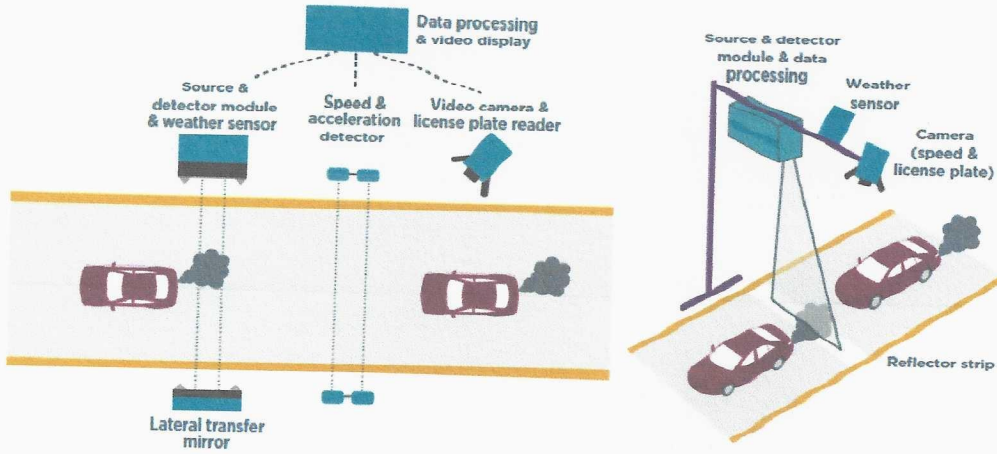 Data processing
& video display
Source &
detector module
& weather sensor
Speed &
acceleration
detector
Video camera &
license plate reader
Lateral transfer
mirror
Source & detector
module & data
processing
Weather
sensor
Camera
(speed &
license plate)
Reflector strip